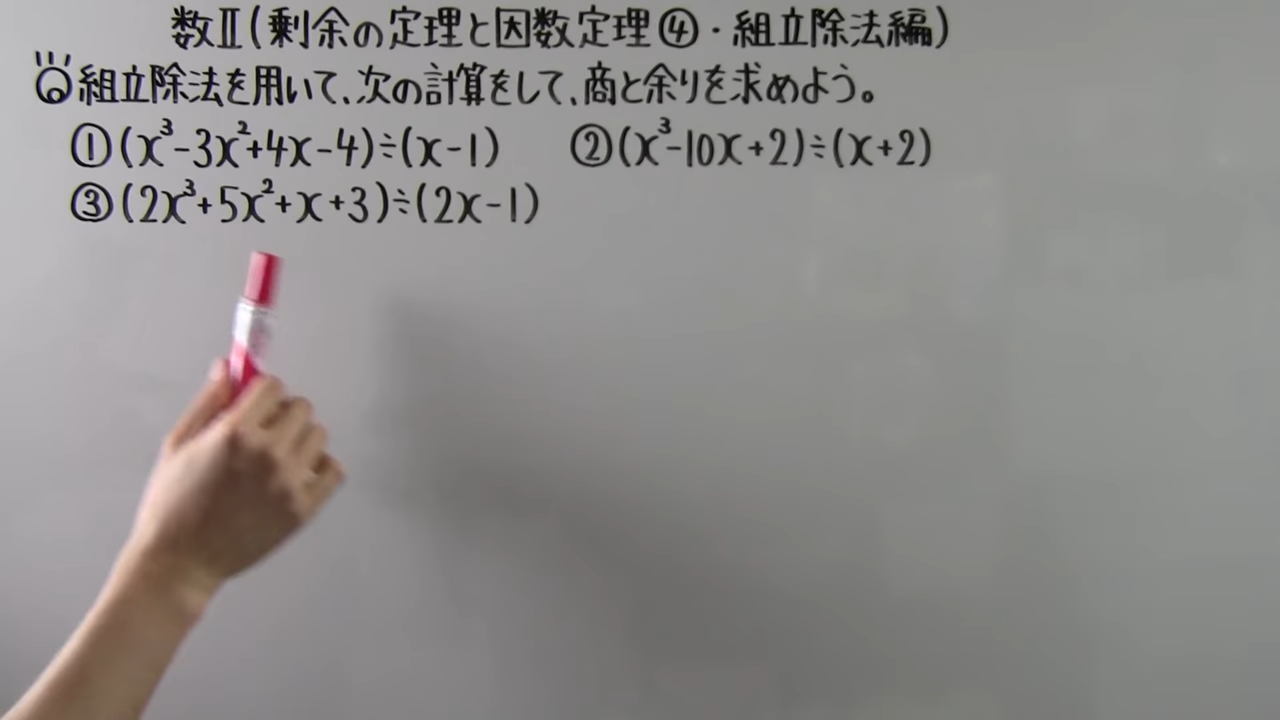 数Ⅱ(剰余の定理と因数定理④・組立除法編)
組立除法を用いて、次の計算をして、商と余りを求めよう。
①(x³-3x²+4x-4)÷(x-1) ②(x³-10x+2)÷(x+2)
③(2x³+5x²+x+3)÷(2x-1)